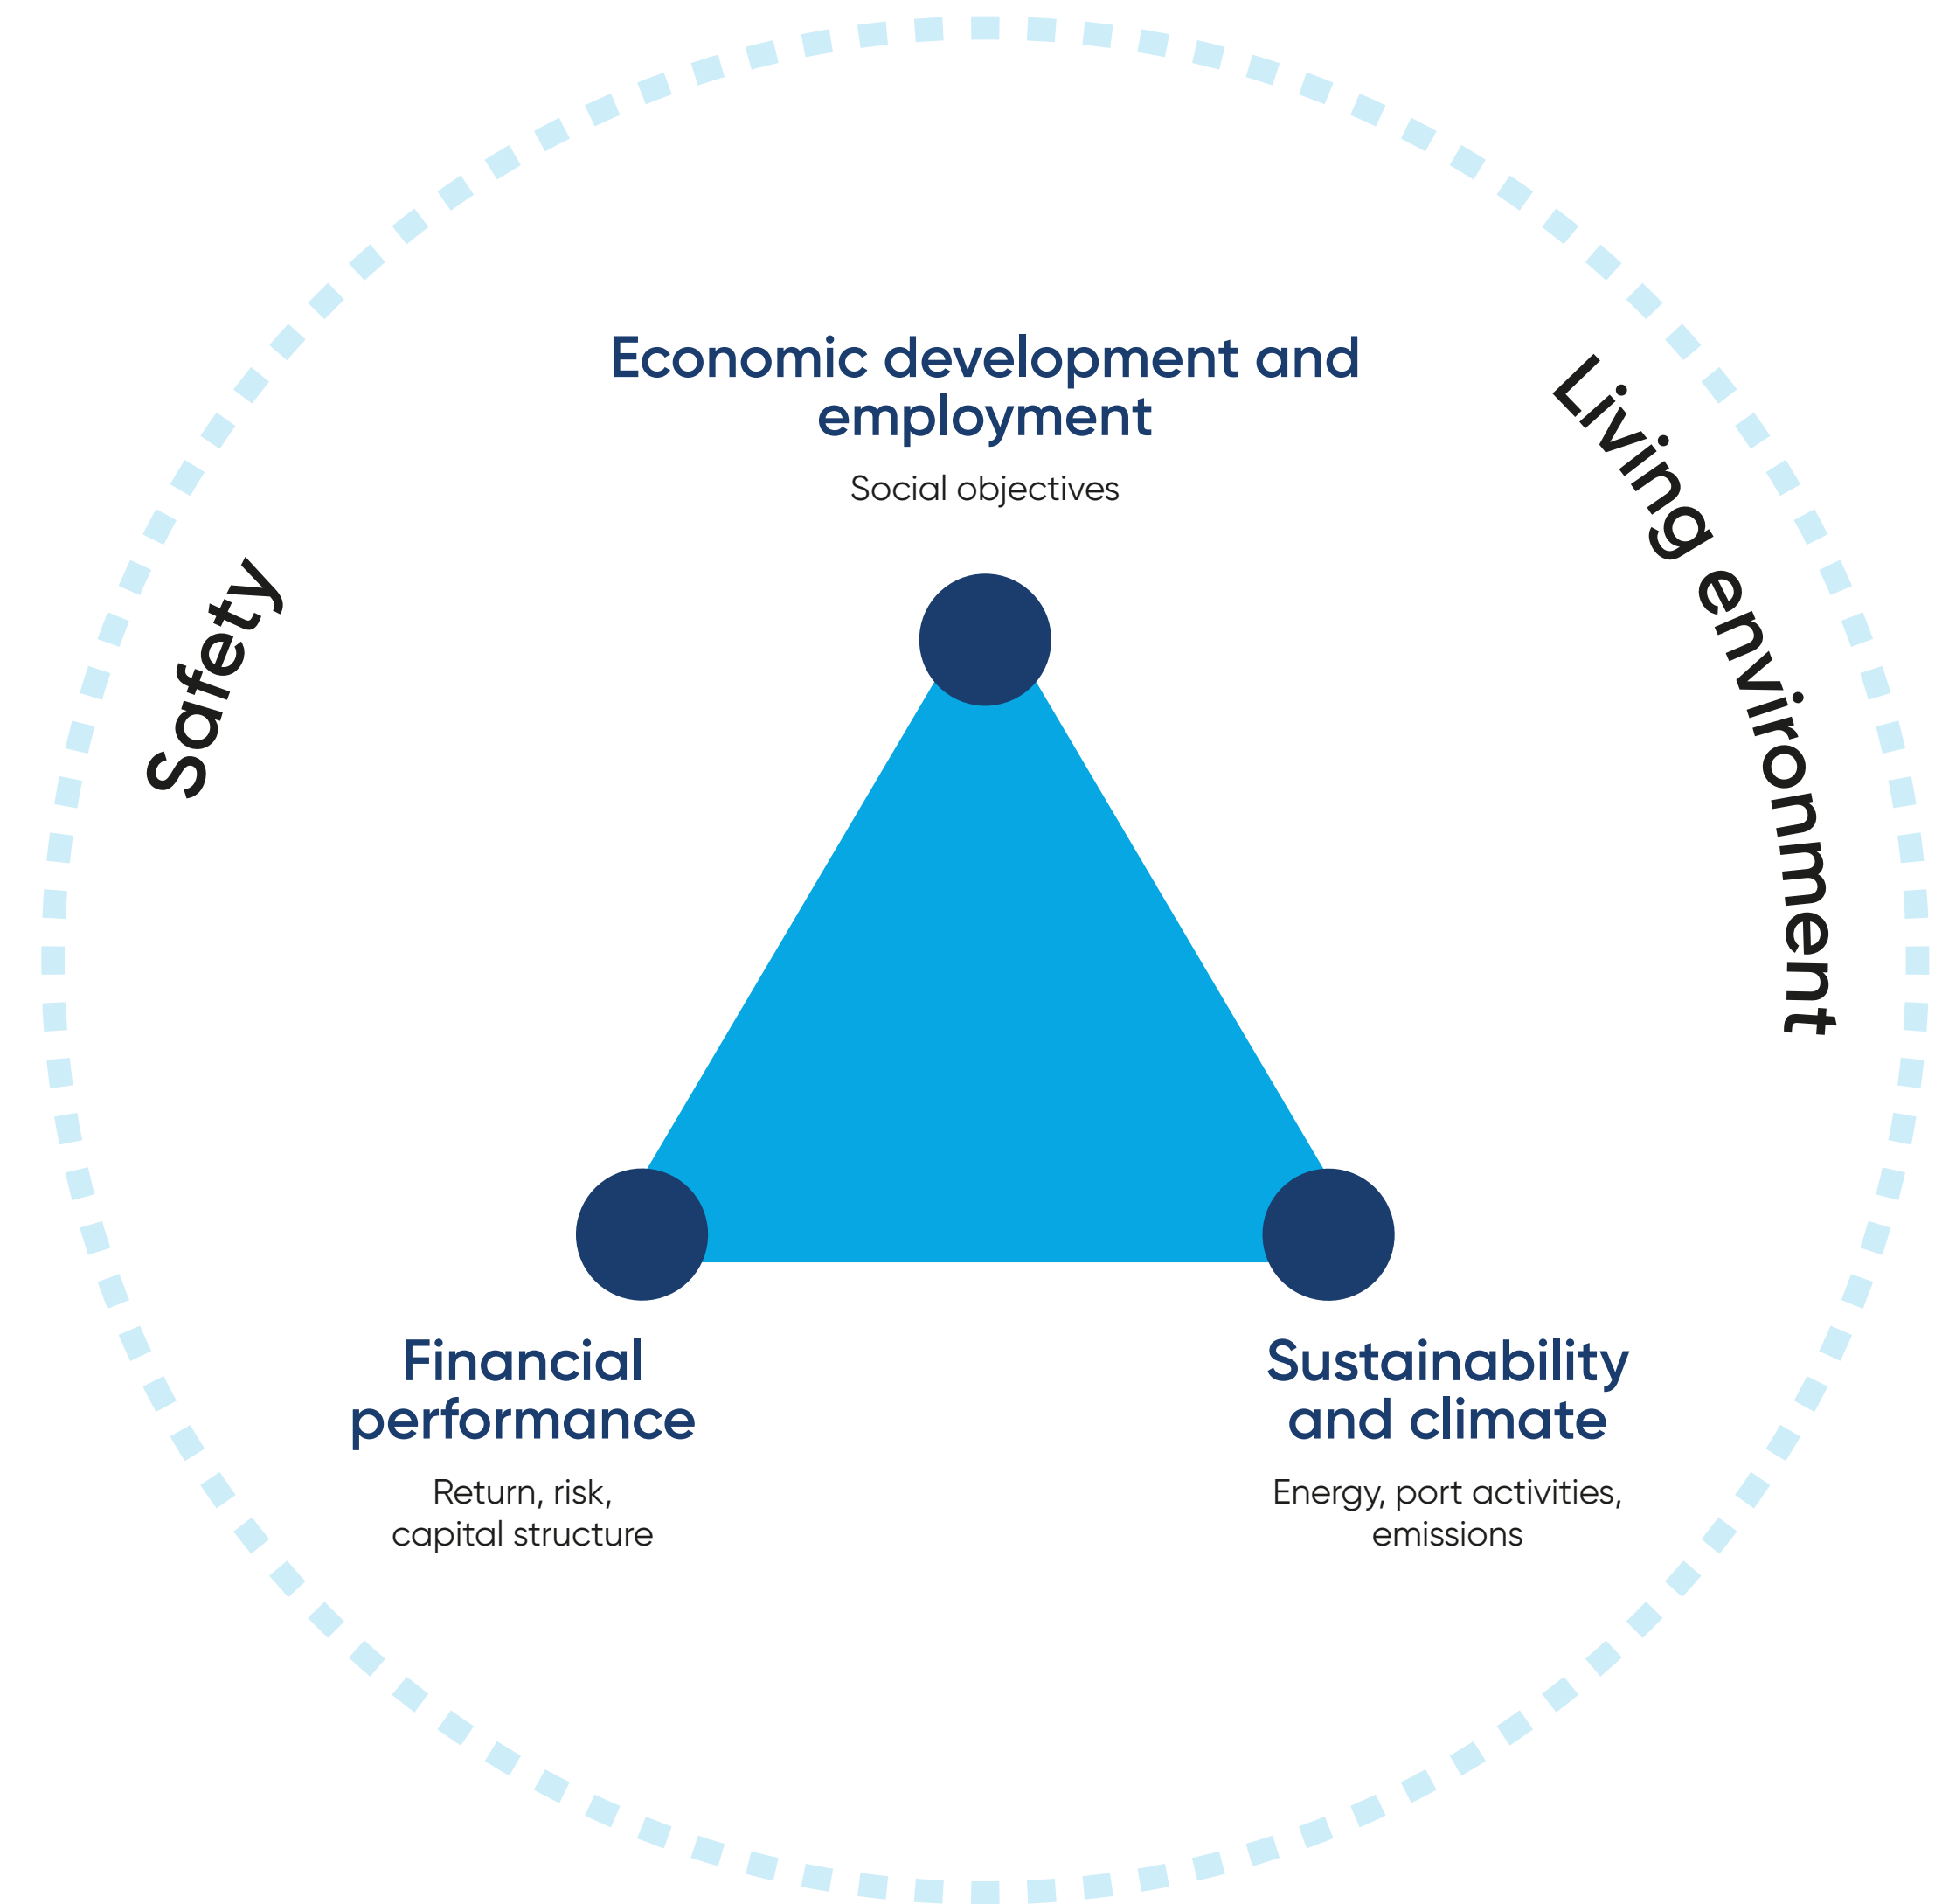 Economic development and
employment
Social objectives
Safety
Living environment
Financial
performance
Return, risk,
capital structure
Sustainability
and climate
Energy, port activities,
emissions